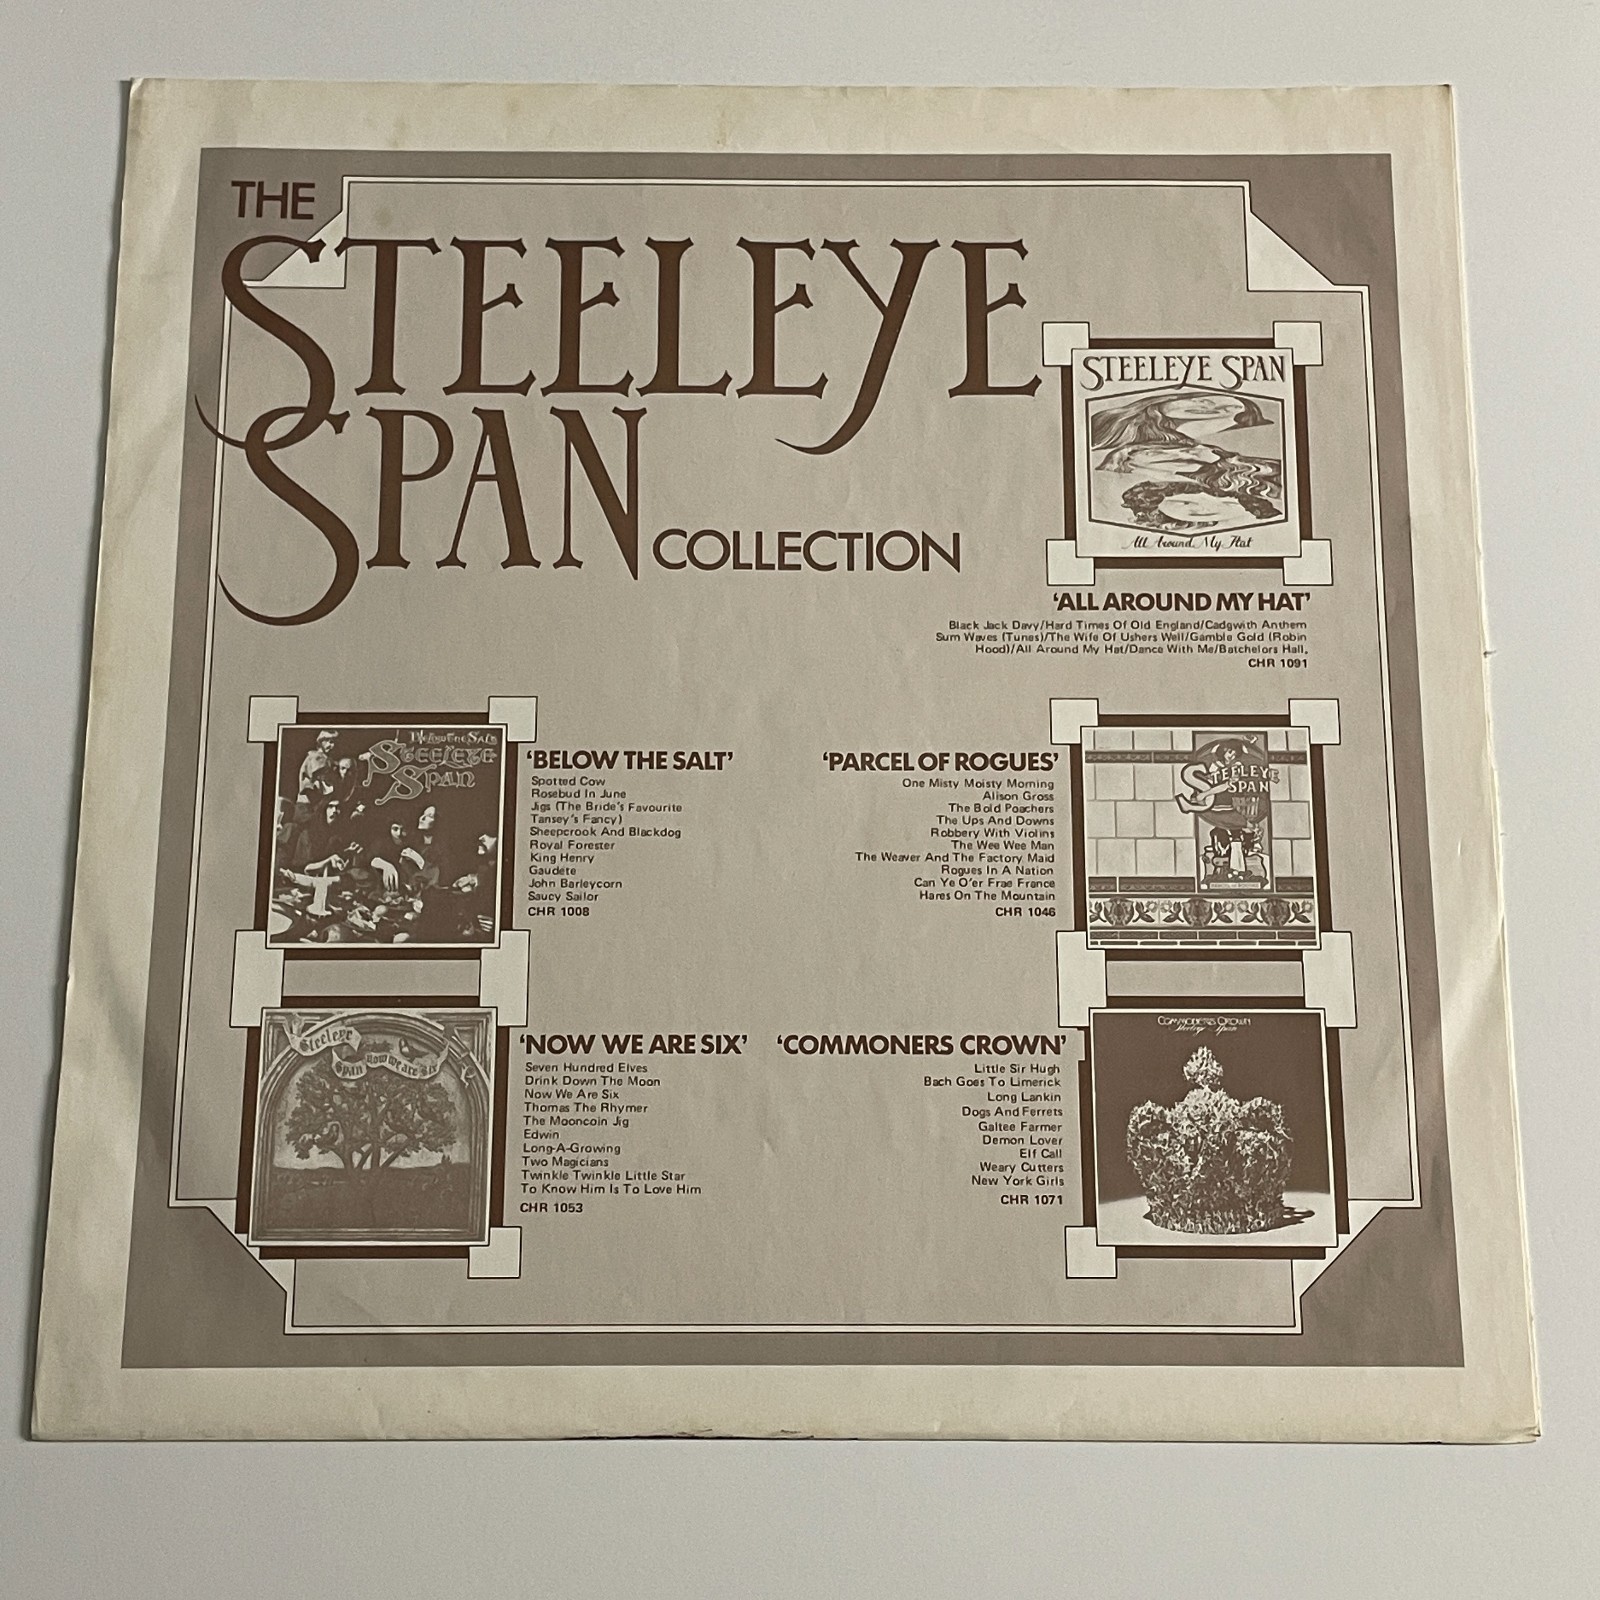 THE
STEELEYE
SPAN COLLECTION
STEELEYE SPAN
All Around My Hat
'ALL AROUND MY HAT'
Black Jack Davy/Hard Times Of Old England/Cadgwith Anthem
Sum Waves (Tunes)/The Wife Of Ushers Well/Gamble Gold (Robin
Hood)/All Around My Hat/Dance With Me/Batchelors Hall.
CHR 1091
Below The Salt
STEELEYE
SPAN
'BELOW THE SALT'
Spotted Cow
Rosebud In June
Jigs (The Bride's Favourite
Tansey's Fancy)
Sheepcrook And Blackdog
Royal Forester
King Henry
Gaudete
John Barleycorn
Saucy Sailor
CHR 1008
'PARCEL OF ROGUES'
One Misty Moisty Morning
Alison Gross
The Bold Poachers
The Ups And Downs
Robbery With Violins
The Wee Wee Man
The Weaver And The Factory Maid
Rogues In A Nation
Can Ye O'er Frae France
Hares On The Mountain
CHR 1046
STEELEYE
SPAN
PARCEL OF ROGUES
Steeleye
Span now we are six
'NOW WE ARE SIX'
Seven Hundred Elves
Drink Down The Moon
Now We Are Six
Thomas The Rhymer
The Mooncoin Jig
Edwin
Long-A-Growing
Two Magicians
Twinkle Twinkle Little Star
To Know Him Is To Love Him
CHR 1053
'COMMONERS CROWN'
Little Sir Hugh
Bach Goes To Limerick
Long Lankin
Dogs And Ferrets
Galtee Farmer
Demon Lover
Elf Call
Weary Cutters
New York Girls
CHR 1071
COMMONERS CROWN
Steeleye Span